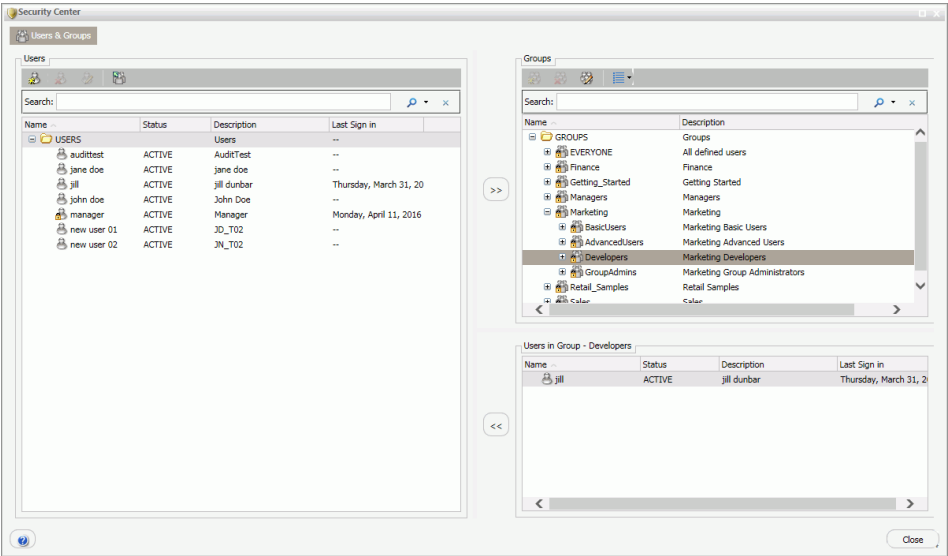 Security Center
Users & Groups
Users
Search:
Name Status Description Last Sign in
USERS Users
audittest ACTIVE AuditTest --
jane doe ACTIVE jane doe --
jill ACTIVE jill dunbar Thursday, March 31, 20
john doe ACTIVE John Doe --
manager ACTIVE Manager Monday, April 11, 2016
new user 01 ACTIVE JD_T02 --
new user 02 ACTIVE JN_T02 --
>>
<<
Groups
Search:
Name Description
GROUPS Groups
EVERYONE All defined users
Finance Finance
Getting_Started Getting Started
Managers Managers
Marketing Marketing
BasicUsers Marketing Basic Users
AdvancedUsers Marketing Advanced Users
Developers Marketing Developers
GroupAdmins Marketing Group Administrators
Retail_Samples Retail Samples
Sales Sales
Users in Group - Developers
Name Status Description Last Sign in
jill ACTIVE jill dunbar Thursday, March 31, 2
Close